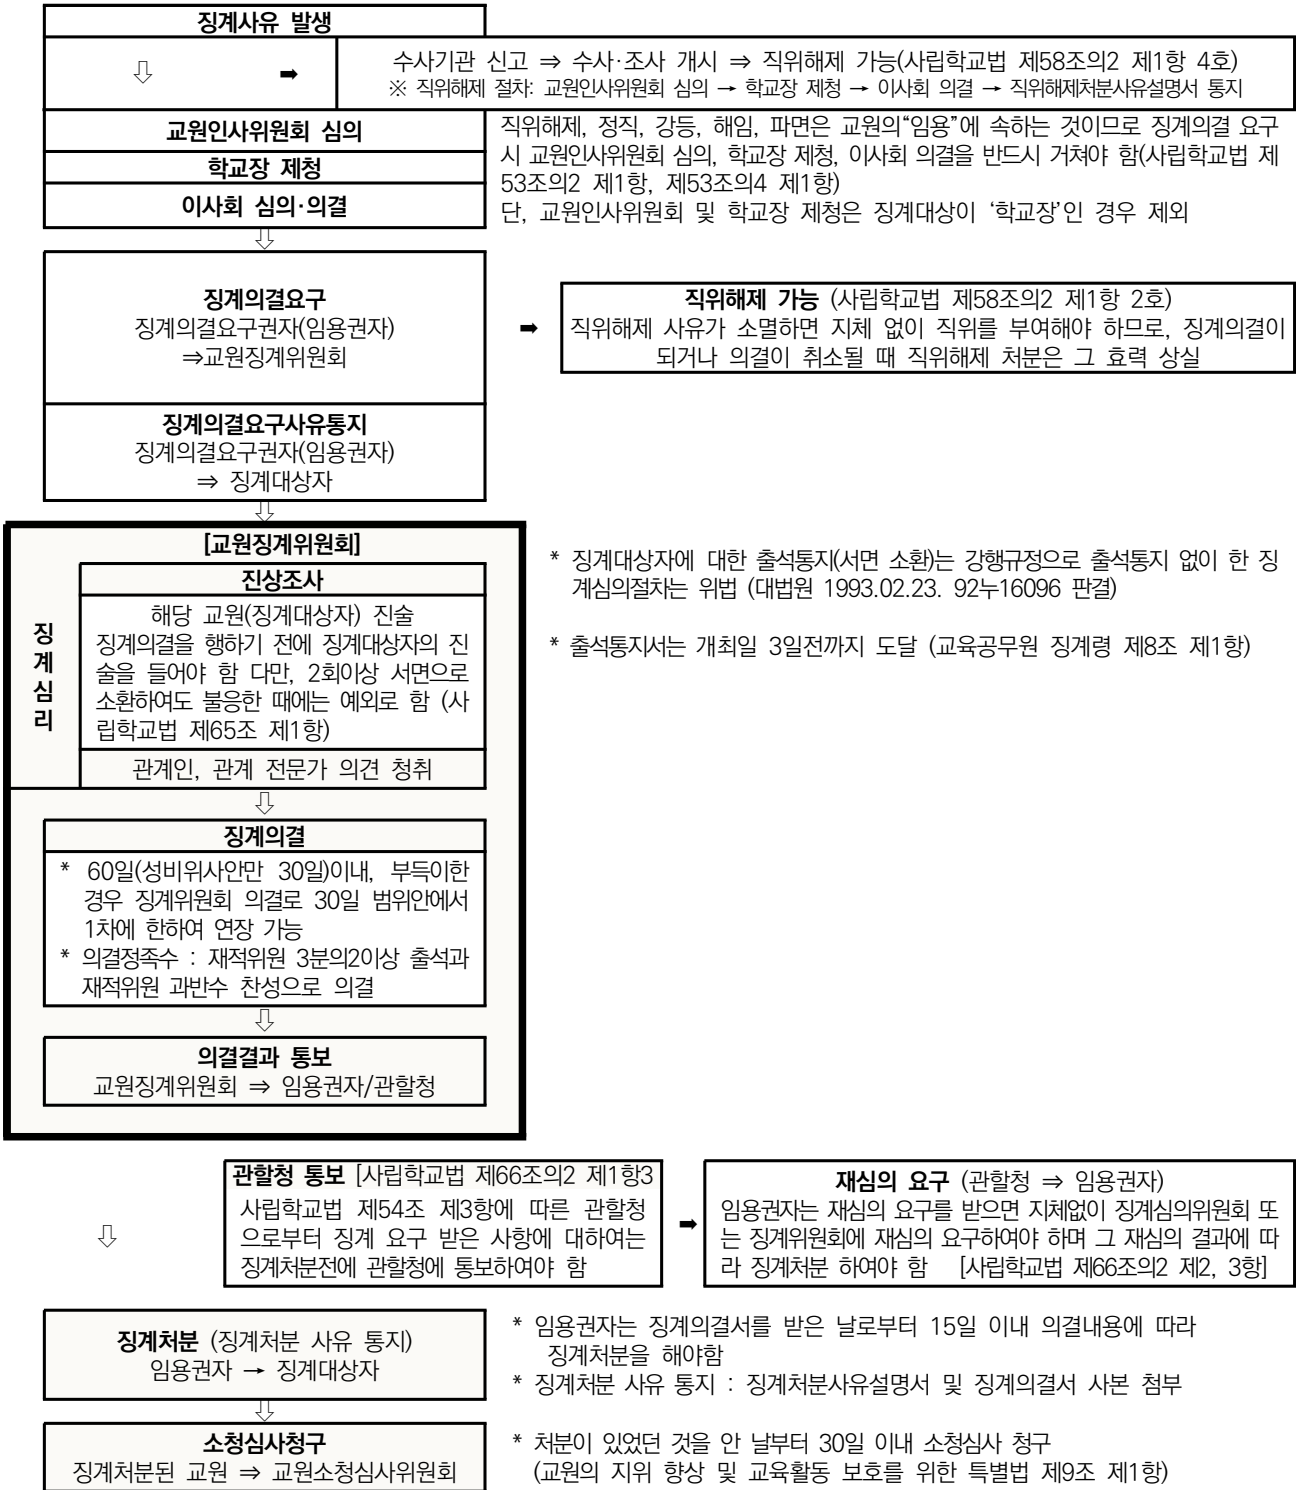 징계사유 발생
⇩ ➡ 수사기관 신고 ⇒ 수사·조사 개시 ⇒ 직위해제 가능(사립학교법 제58조의2 제1항 4호)
※ 직위해제 절차: 교원인사위원회 심의 → 학교장 제청 → 이사회 의결 → 직위해제처분사유설명서 통지
교원인사위원회 심의
학교장 제청
이사회 심의·의결
직위해제, 정직, 강등, 해임, 파면은 교원의“임용”에 속하는 것이므로 징계의결 요구
시 교원인사위원회 심의, 학교장 제청, 이사회 의결을 반드시 거쳐야 함(사립학교법 제
53조의2 제1항, 제53조의4 제1항)
단, 교원인사위원회 및 학교장 제청은 징계대상이 ‘학교장’인 경우 제외
⇩
징계의결요구
징계의결요구권자(임용권자)
⇒교원징계위원회
➡
직위해제 가능 (사립학교법 제58조의2 제1항 2호)
직위해제 사유가 소멸하면 지체 없이 직위를 부여해야 하므로, 징계의결이
되거나 의결이 취소될 때 직위해제 처분은 그 효력 상실
징계의결요구사유통지
징계의결요구권자(임용권자)
⇒ 징계대상자
⇩
[교원징계위원회]
징계심리
진상조사
해당 교원(징계대상자) 진술
징계의결을 행하기 전에 징계대상자의 진
술을 들어야 함 다만, 2회이상 서면으로
소환하여도 불응한 때에는 예외로 함 (사
립학교법 제65조 제1항)
관계인, 관계 전문가 의견 청취
* 징계대상자에 대한 출석통지(서면 소환)는 강행규정으로 출석통지 없이 한 징
계심의절차는 위법 (대법원 1993.02.23. 92누16096 판결)
* 출석통지서는 개최일 3일전까지 도달 (교육공무원 징계령 제8조 제1항)
⇩
징계의결
* 60일(성비위사안만 30일)이내, 부득이한
경우 징계위원회 의결로 30일 범위안에서
1차에 한하여 연장 가능
* 의결정족수 : 재적위원 3분의2이상 출석과
재적위원 과반수 찬성으로 의결
⇩
의결결과 통보
교원징계위원회 ⇒ 임용권자/관할청
⇩
관할청 통보 [사립학교법 제66조의2 제1항3
사립학교법 제54조 제3항에 따른 관할청
으로부터 징계 요구 받은 사항에 대하여는
징계처분전에 관할청에 통보하여야 함
➡
재심의 요구 (관할청 ⇒ 임용권자)
임용권자는 재심의 요구를 받으면 지체없이 징계심의위원회 또
는 징계위원회에 재심의 요구하여야 하며 그 재심의 결과에 따
라 징계처분 하여야 함 [사립학교법 제66조의2 제2, 3항]
징계처분 (징계처분 사유 통지)
임용권자 → 징계대상자
* 임용권자는 징계의결서를 받은 날로부터 15일 이내 의결내용에 따라
징계처분을 해야함
* 징계처분 사유 통지 : 징계처분사유설명서 및 징계의결서 사본 첨부
⇩
소청심사청구
징계처분된 교원 ⇒ 교원소청심사위원회
* 처분이 있었던 것을 안 날부터 30일 이내 소청심사 청구
(교원의 지위 향상 및 교육활동 보호를 위한 특별법 제9조 제1항)